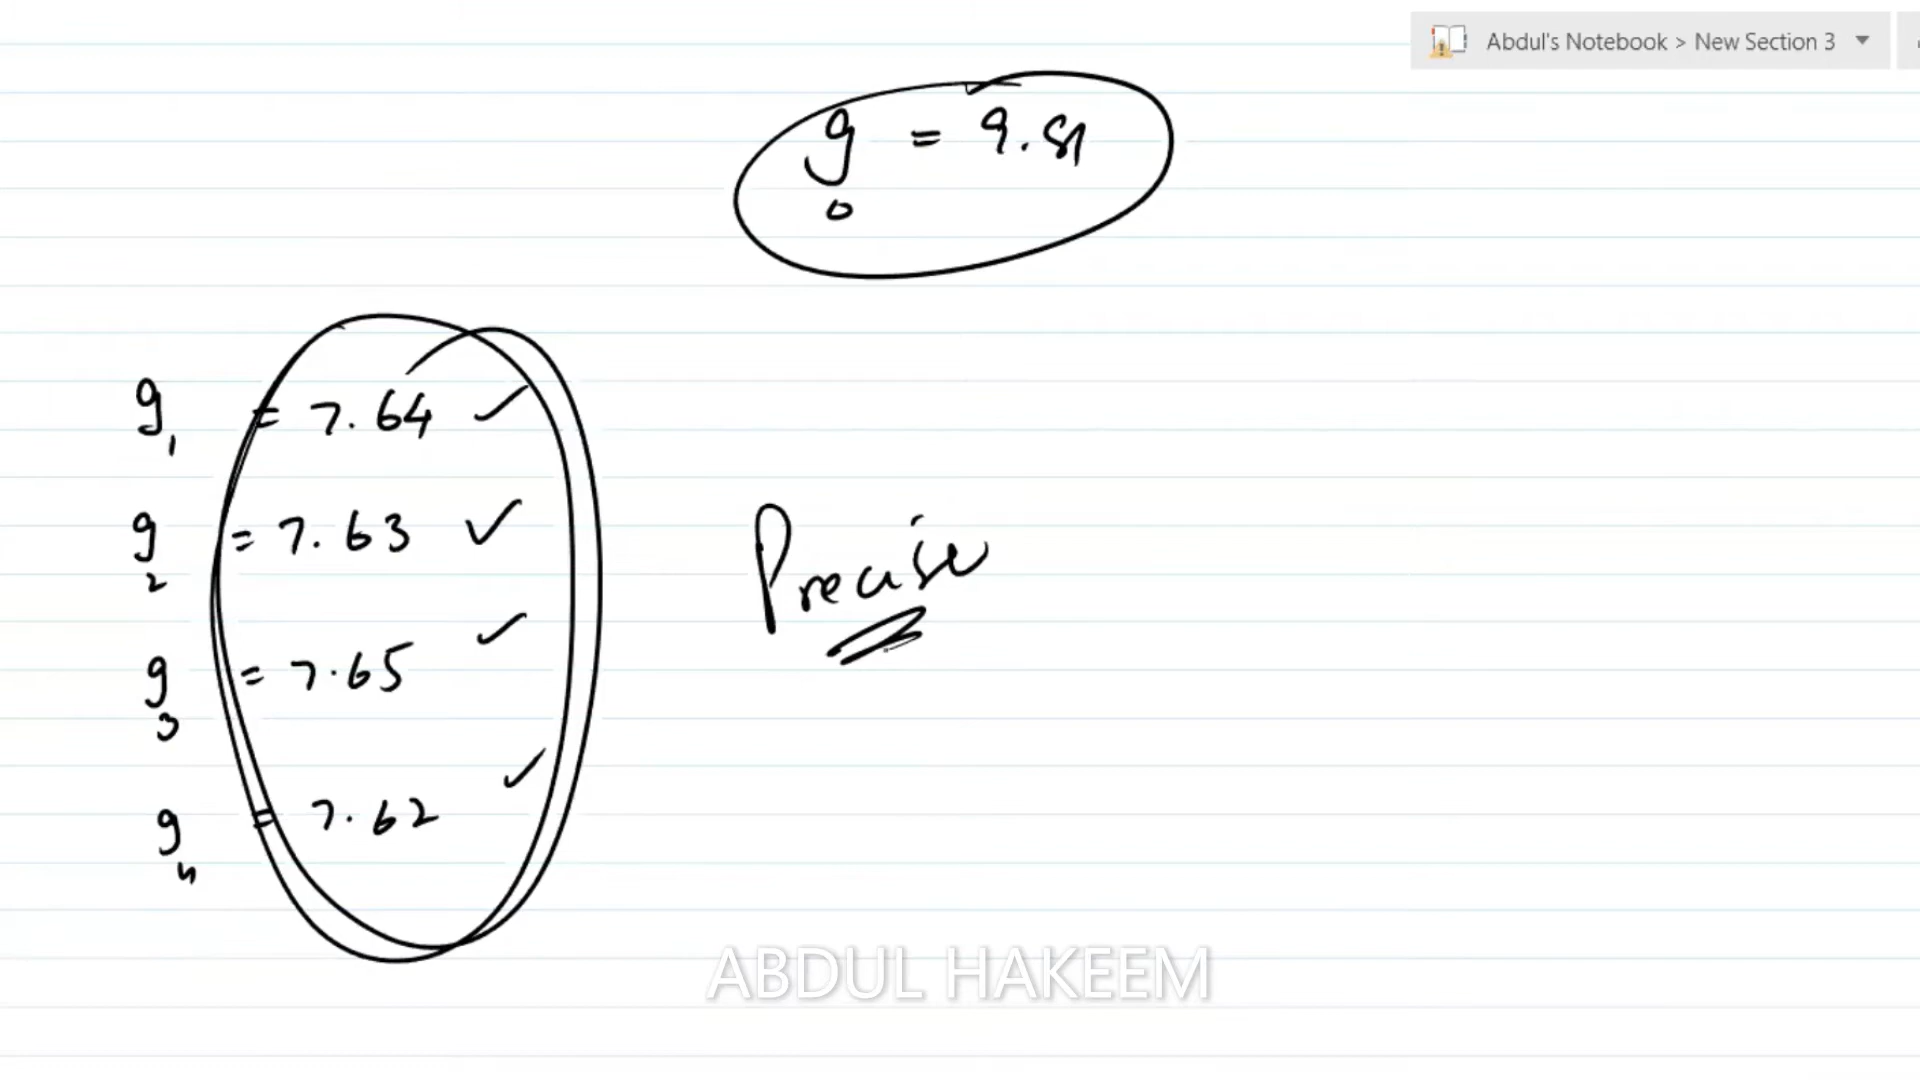 Abdul's Notebook > New Section 3
g₀ = 9.81
g₁ = 7.64 ✓
g₂ = 7.63 ✓
g₃ = 7.65 ✓
Precise
g₄ = 7.62 ✓
ABDUL HAKEEM